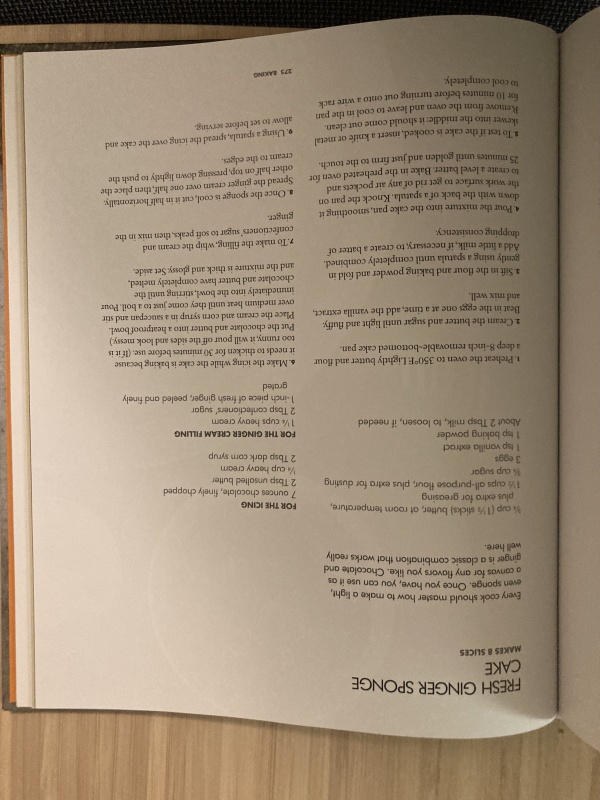 FRESH GINGER SPONGE
CAKE
MAKES 8 SLICES
Every cook should master how to make a light,
even sponge. Once you have, you can use it as
a canvas for any flavors you like. Chocolate and
ginger is a classic combination that works really
well here.
¾ cup (1½ sticks) butter, at room temperature,
plus extra for greasing
1½ cups all-purpose flour, plus extra for dusting
¾ cup sugar
3 eggs
1 tsp vanilla extract
1 tsp baking powder
About 2 Tbsp milk, to loosen, if needed
1. Preheat the oven to 350°F. Lightly butter and flour
a deep 8-inch removable-bottomed cake pan.
2. Cream the butter and sugar until light and fluffy.
Beat in the eggs one at a time, add the vanilla extract,
and mix well.
3. Sift in the flour and baking powder and fold in
gently using a spatula until completely combined.
Add a little milk, if necessary, to create a batter of
dropping consistency.
4. Pour the mixture into the cake pan, smoothing it
down with the back of a spatula. Knock the pan on
the work surface to get rid of any air pockets and
to create a level batter. Bake in the preheated oven for
25 minutes until golden and just firm to the touch.
5. To test if the cake is cooked, insert a knife or metal
skewer into the middle: it should come out clean.
Remove from the oven and leave to cool in the pan
for 10 minutes before turning out onto a wire rack
to cool completely.
FOR THE ICING
7 ounces chocolate, finely chopped
2 Tbsp unsalted butter
¼ cup heavy cream
2 Tbsp dark corn syrup
FOR THE GINGER CREAM FILLING
1¼ cups heavy cream
2 Tbsp confectioners' sugar
1-inch piece of fresh ginger, peeled and finely
grated
6. Make the icing while the cake is baking because
it needs to thicken for 30 minutes before use. (If it is
too runny, it will pour off the sides and look messy.)
Put the chocolate and butter into a heatproof bowl.
Place the cream and corn syrup in a saucepan and stir
over medium heat until they come just to a boil. Pour
immediately into the bowl, stirring until the
chocolate and butter have completely melted,
and the mixture is thick and glossy. Set aside.
7. To make the filling, whip the cream and
confectioners' sugar to soft peaks, then mix in the
ginger.
8. Once the sponge is cool, cut it in half horizontally.
Spread the ginger cream over one half, then place the
other half on top, pressing down lightly to push the
cream to the edges.
9. Using a spatula, spread the icing over the cake and
allow to set before serving.
275 BAKING